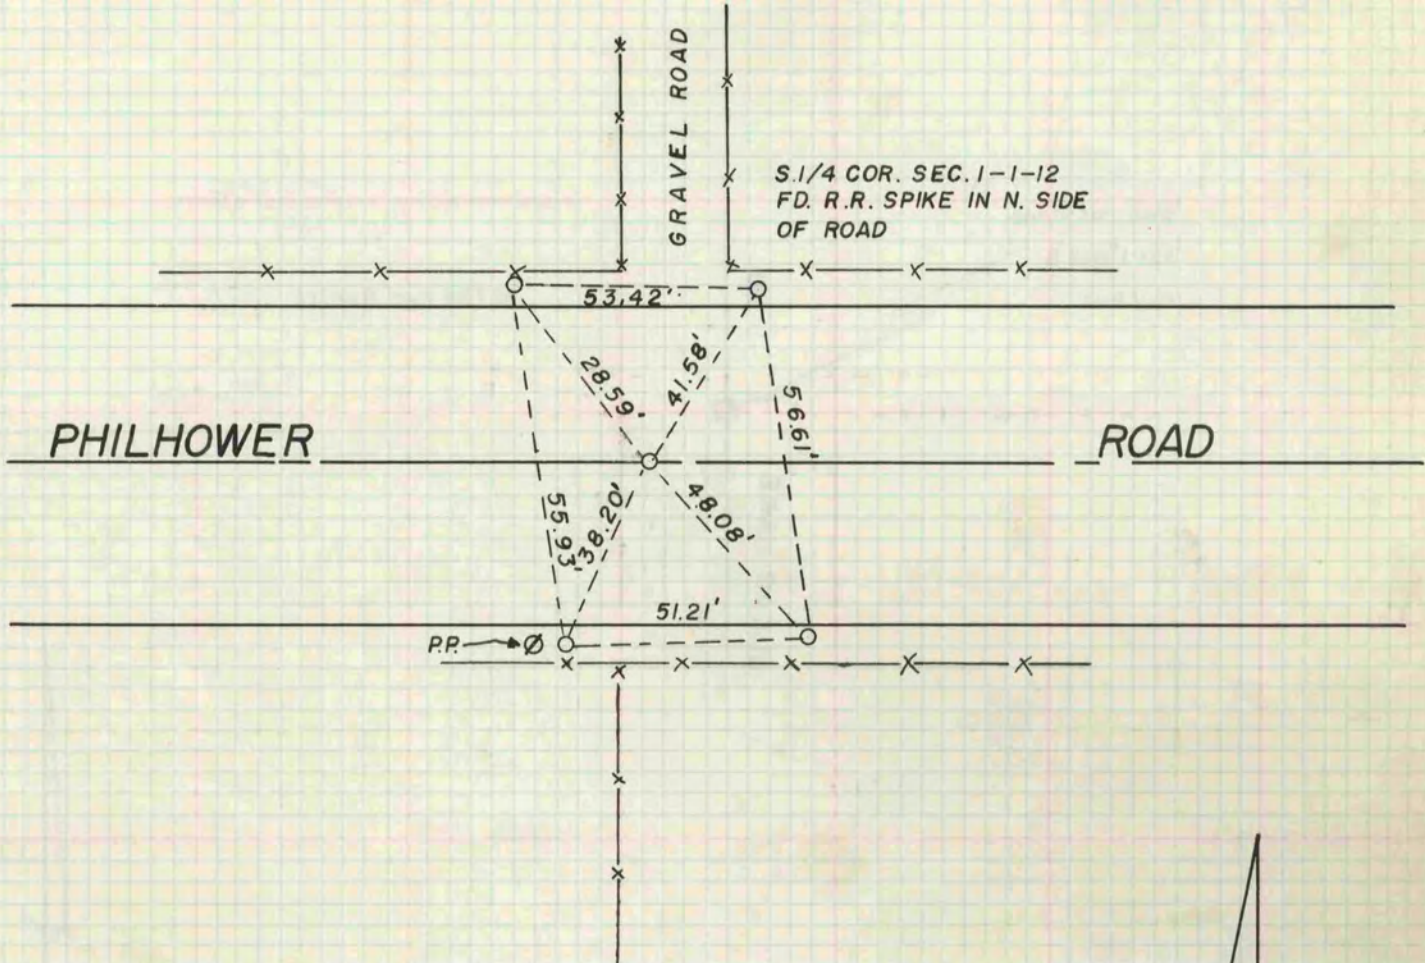 GRAVEL ROAD
S.1/4 COR. SEC. 1-1-12
FD. R.R. SPIKE IN N. SIDE
OF ROAD
53.42'
28.59'
41.58'
56.61'
PHILHOWER ROAD
55.93'
38.20'
48.08'
51.21'
P.P.